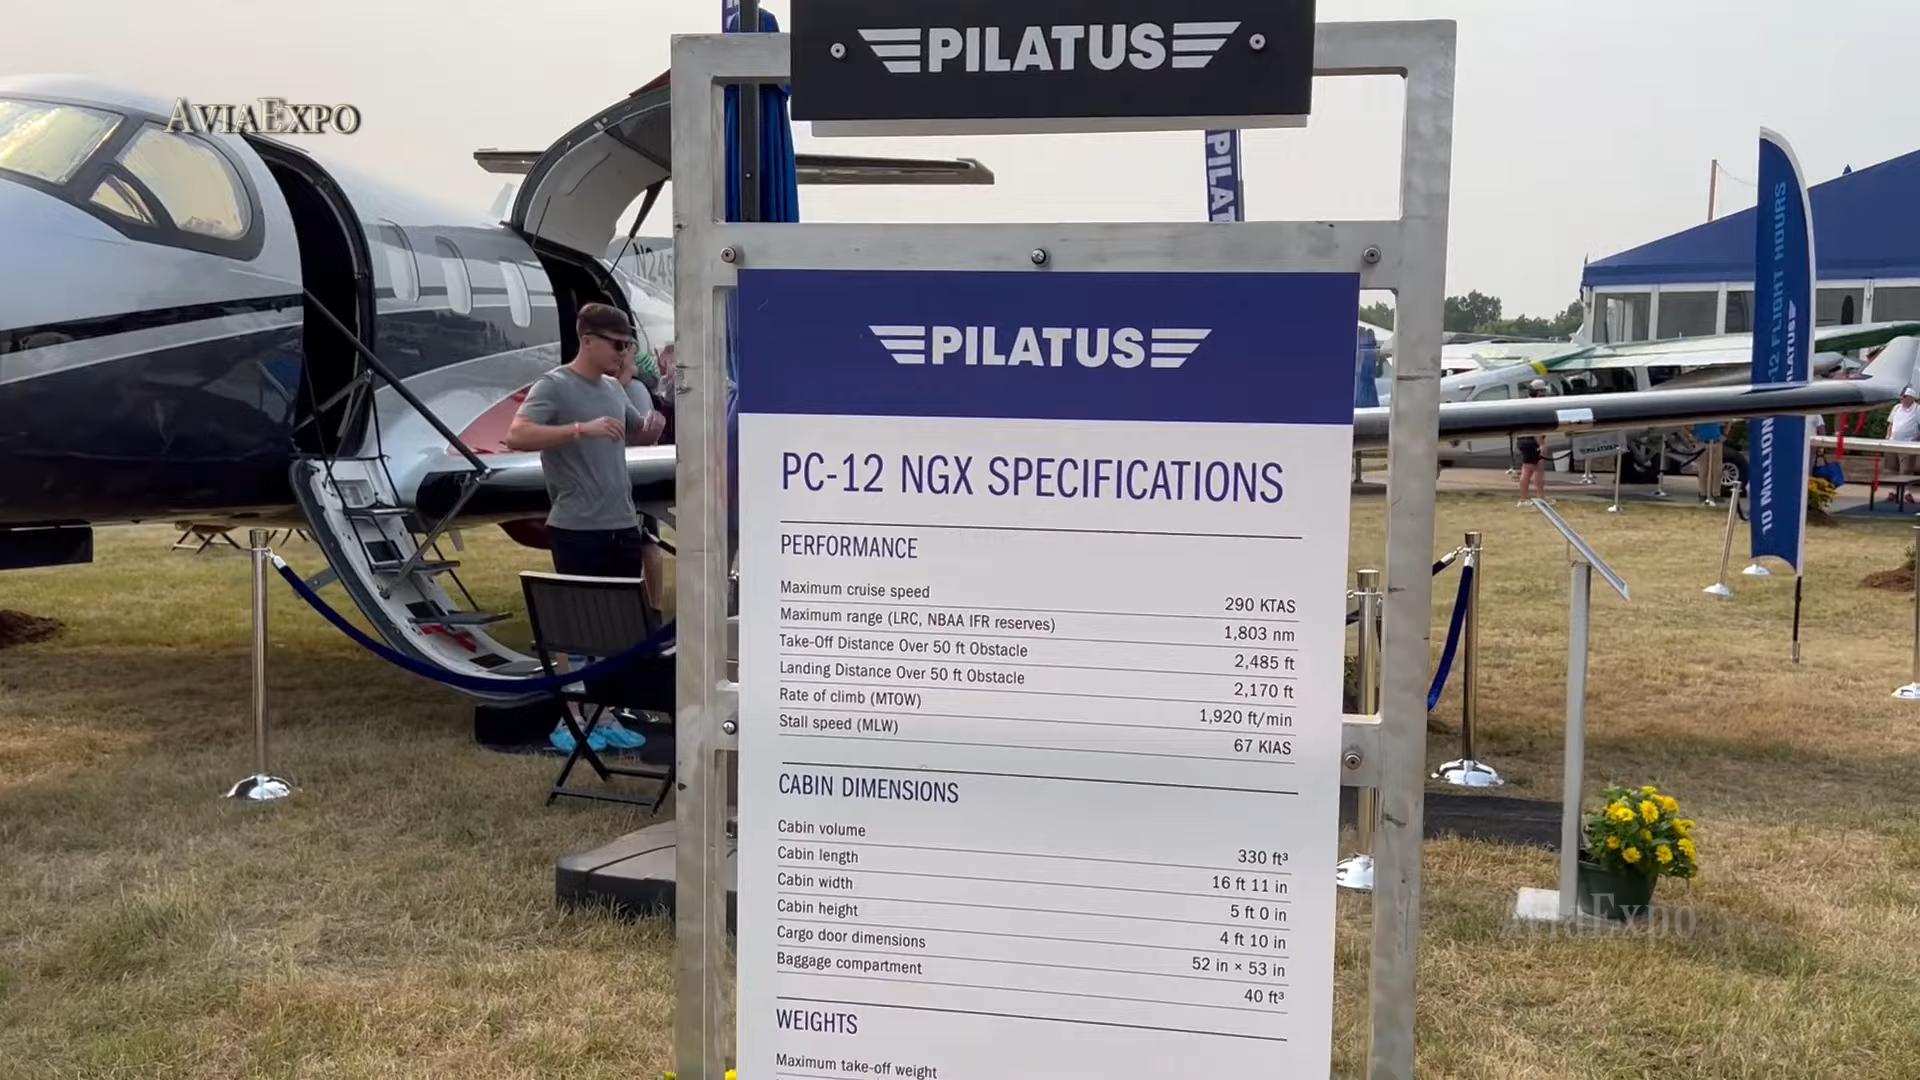 PILATUS
AVIAEXPO
PILAT
N24
PILATUS
10 MILLION PC-12 FLIGHT HOURS
PILATUS
PC-12 NGX SPECIFICATIONS
PERFORMANCE
Maximum cruise speed 290 KTAS
Maximum range (LRC, NBAA IFR reserves) 1,803 nm
Take-Off Distance Over 50 ft Obstacle 2,485 ft
Landing Distance Over 50 ft Obstacle 2,170 ft
Rate of climb (MTOW) 1,920 ft/min
Stall speed (MLW) 67 KIAS
CABIN DIMENSIONS
Cabin volume 330 ft³
Cabin length 16 ft 11 in
Cabin width 5 ft 0 in
Cabin height 4 ft 10 in
Cargo door dimensions 52 in × 53 in
Baggage compartment 40 ft³
AviaExpo
WEIGHTS
Maximum take-off weight